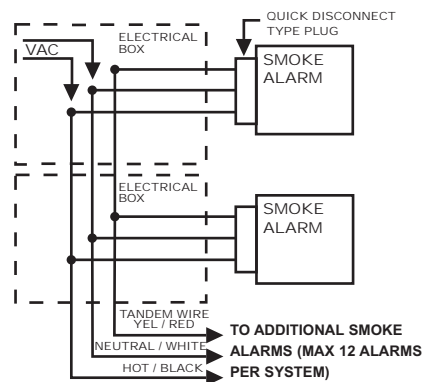 QUICK DISCONNECT
TYPE PLUG
ELECTRICAL
BOX
VAC
SMOKE
ALARM
ELECTRICAL
BOX
SMOKE
ALARM
TANDEM WIRE
YEL / RED
NEUTRAL / WHITE
HOT / BLACK
TO ADDITIONAL SMOKE
ALARMS (MAX 12 ALARMS
PER SYSTEM)